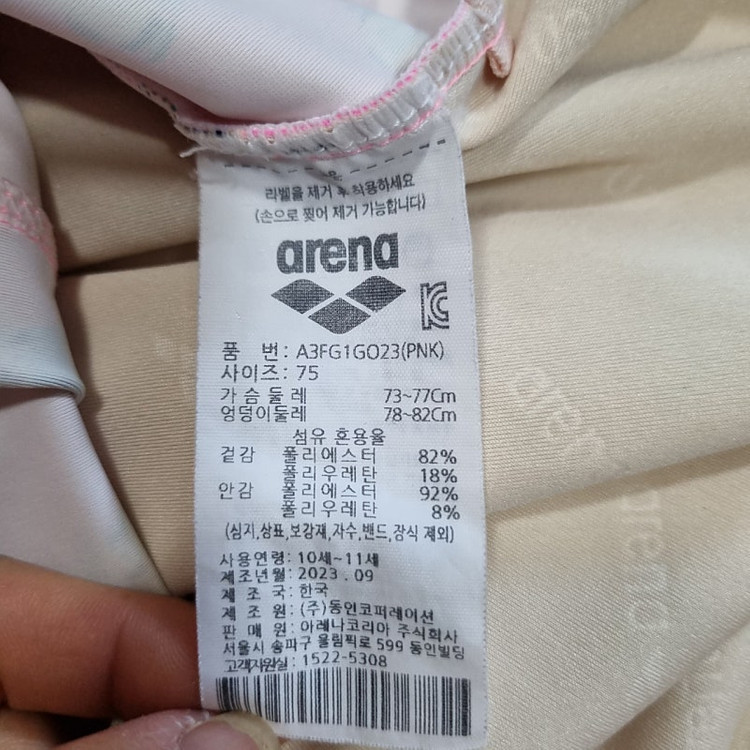 라벨을 제거 후 착용하세요
(손으로 찢어 제거 가능합니다)
arena
품 번: A3FG1GO23(PNK)
사이즈: 75
가슴둘레 73~77Cm
엉덩이둘레 78~82Cm
섬유 혼용율
겉감 폴리에스터 82%
폴리우레탄 18%
안감 폴리에스터 92%
폴리우레탄 8%
(심지,상표,보강재,자수,밴드,장식 제외)
사용연령: 10세~11세
제조년월: 2023.09
제 조 국: 한국
제 조 원: (주)동인코퍼레이션
판 매 원: 아레나코리아 주식회사
서울시 송파구 올림픽로 599 동인빌딩
고객지원실: 1522-5308